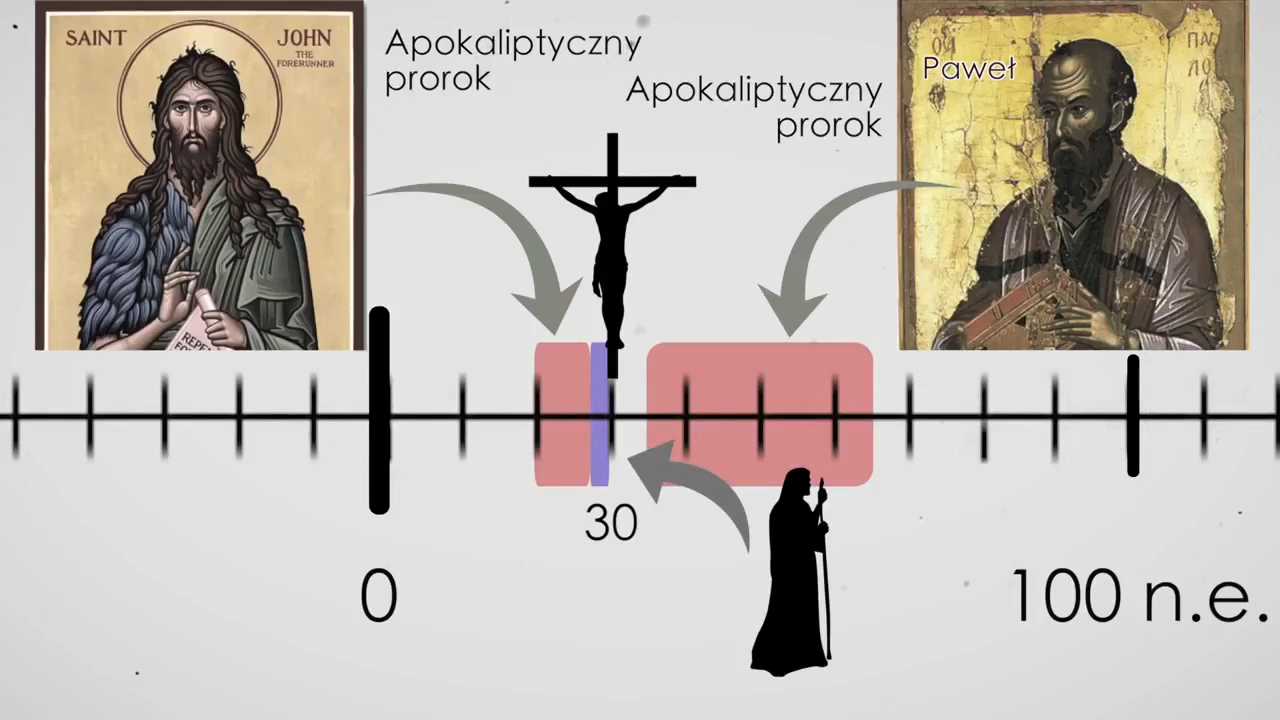 SAINT JOHN
THE
FORERUNNER
Apokaliptyczny
prorok
Apokaliptyczny
prorok
Paweł
30
0
100 n.e.